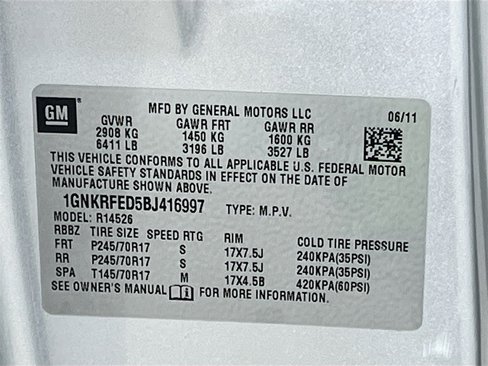 GM
MFD BY GENERAL MOTORS LLC
06/11
GVWR GAWR FRT GAWR RR
2908 KG 1450 KG 1600 KG
6411 LB 3196 LB 3527 LB
THIS VEHICLE CONFORMS TO ALL APPLICABLE U.S. FEDERAL MOTOR
VEHICLE SAFETY STANDARDS IN EFFECT ON THE DATE OF
MANUFACTURE SHOWN ABOVE.
1GNKRFED5BJ416997 TYPE: M.P.V.
MODEL: R14526
RBBZ TIRE SIZE SPEED RTG RIM COLD TIRE PRESSURE
FRT P245/70R17 S 17X7.5J 240KPA(35PSI)
RR P245/70R17 S 17X7.5J 240KPA(35PSI)
SPA T145/70R17 M 17X4.5B 420KPA(60PSI)
SEE OWNER'S MANUAL FOR MORE INFORMATION.